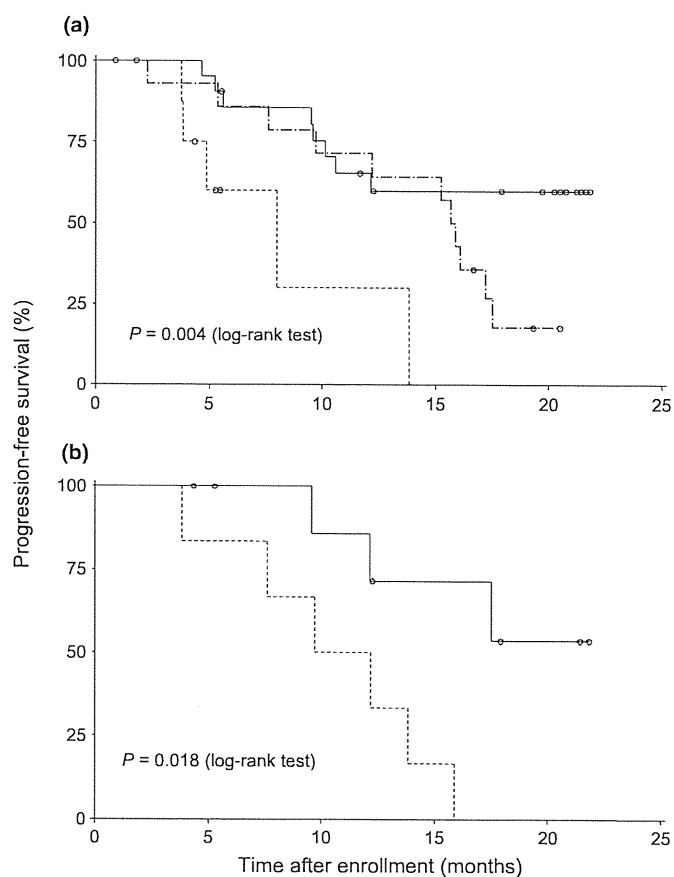 (a)
100
75
50
25
0
P = 0.004 (log-rank test)
0 5 10 15 20 25
Progression-free survival (%)
(b)
100
75
50
25
0
P = 0.018 (log-rank test)
0 5 10 15 20 25
Time after enrollment (months)